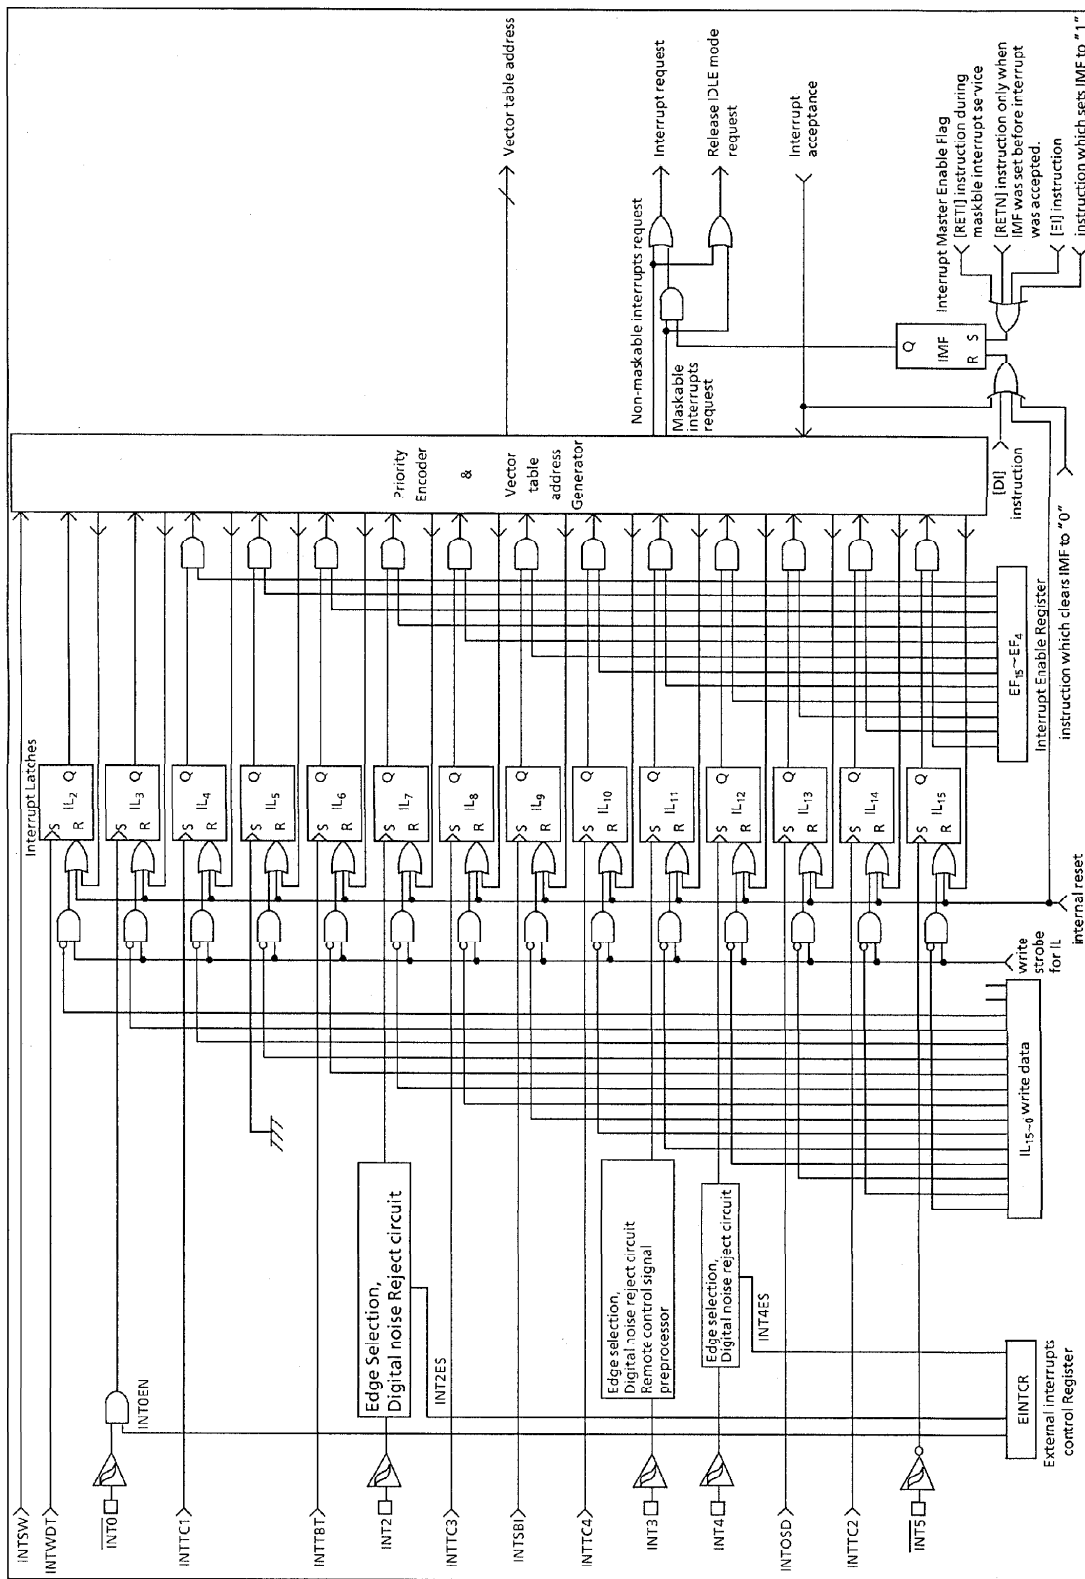 INTSW
INTWDT
INT0
INTTC1
INTTBT
INT2
INTTC3
INTSBI
INTTC4
INT3
INT4
INTOSD
INTTC2
INT5
INT0EN
Edge Selection,
Digital noise Reject circuit
INT2ES
Edge selection,
Digital noise reject circuit
Remote control signal
preprocessor
Edge selection,
Digital noise reject circuit
INT4ES
EINTCR
External interrupts
control Register
IL15~0 write data
write
strobe
for IL
internal reset
Interrupt Latches
S
R
IL2
Q
S
R
IL3
Q
S
R
IL4
Q
S
R
IL5
Q
S
R
IL6
Q
S
R
IL7
Q
S
R
IL8
Q
S
R
IL9
Q
S
R
IL10
Q
S
R
IL11
Q
S
R
IL12
Q
S
R
IL13
Q
S
R
IL14
Q
S
R
IL15
Q
EF15~EF4
Interrupt Enable Register
instruction which clears IMF to "0"
Priority
Encoder
&
Vector
table
address
Generator
[DI]
instruction
Vector table address
Non-maskable interrupts request
Maskable
interrupts
request
Interrupt request
Release IDLE mode
request
Interrupt
acceptance
Q
IMF
R S
Interrupt Master Enable Flag
[RETI] instruction during
maskble interrupt service
[RETN] instruction only when
IMF was set before interrupt
was accepted.
[EI] instruction
instruction which sets IMF to "1"